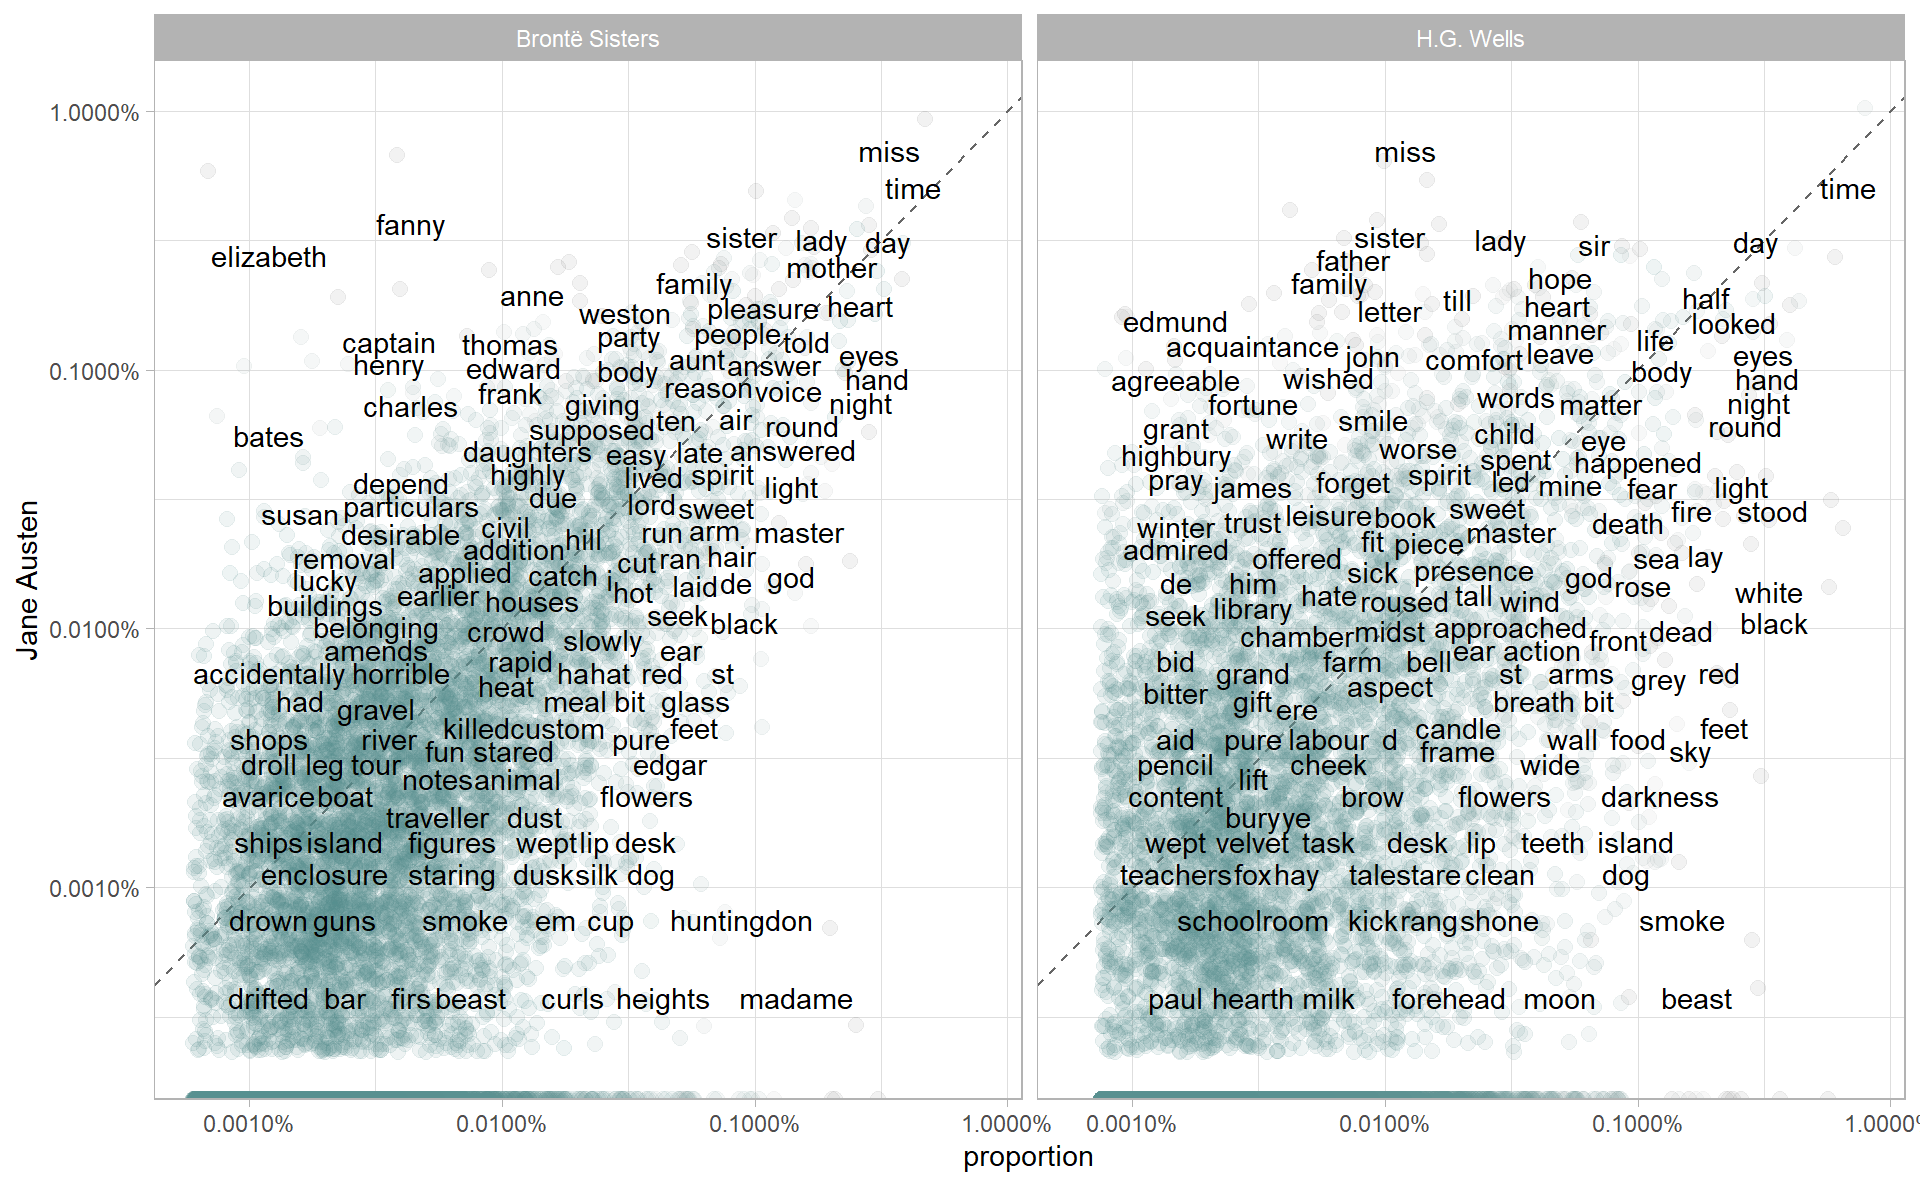 Brontë Sisters
H.G. Wells
Jane Austen
1.0000%
0.1000%
0.0100%
0.0010%
miss
time
fanny
sister lady day
elizabeth
mother
family
anne
pleasure heart
weston
party people
captain thomas told
henry edward body aunt answer eyes
frank reason voice hand
charles giving ten air night
bates supposed round
daughters easy late answered
highly lived spirit
depend due light
particulars lord sweet
susan civil
desirable hill run arm master
addition
removal cut ran hair
lucky applied catch i laid de god
earlier hot
buildings houses
belonging crowd seek black
amends slowly ear
rapid
accidentally horrible ha hat red st
heat
had meal bit glass
gravel
killed custom feet
shops river pure
fun stared
droll leg tour edgar
notes animal
avarice boat flowers
traveller dust
ships island figures wept lip desk
enclosure staring dusk silk dog
drown guns smoke em cup huntingdon
drifted bar firs beast curls heights madame
miss
time
sister lady sir day
father
family hope
till half
letter heart
edmund manner looked
acquaintance john leave life
comfort eyes
agreeable wished body hand
fortune words matter night
grant smile round
write child eye
highbury worse spent happened
pray james forget spirit led mine fear light
leisure sweet fire stood
winter trust book death
admired fit piece master
offered sea lay
de him sick presence god rose
library hate roused tall wind white
seek black
chamber midst approached front dead
bid farm bell ear action
grand st arms grey red
bitter aspect
gift ere breath bit
candle feet
aid pure labour d wall food
frame sky
pencil cheek wide
lift
content brow flowers darkness
bury ye
wept velvet task desk lip teeth island
teachers fox hay tale stare clean dog
schoolroom kick rang shone smoke
paul hearth milk forehead moon beast
0.0010% 0.0100% 0.1000% 1.0000%
0.0010% 0.0100% 0.1000% 1.0000
proportion